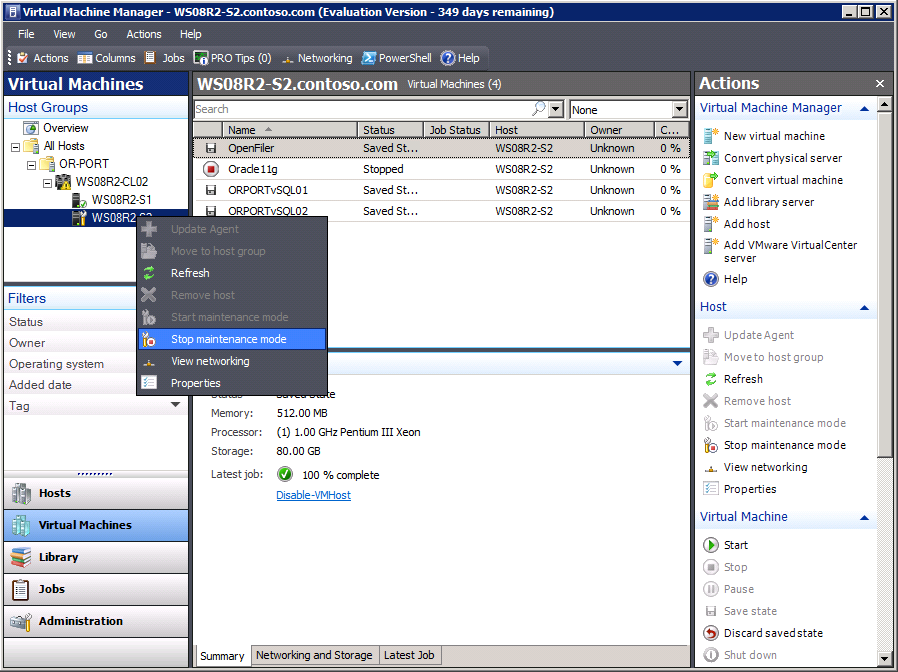 Virtual Machine Manager - WS08R2-S2.contoso.com (Evaluation Version - 349 days remaining)
File View Go Actions Help
Actions Columns Jobs PRO Tips (0) Networking PowerShell Help
Virtual Machines
Host Groups
Overview
All Hosts
OR-PORT
WS08R2-CL02
WS08R2-S1
WS08R2-S2
Update Agent
Move to host group
Refresh
Remove host
Start maintenance mode
Stop maintenance mode
View networking
Properties
Filters
Status
Owner
Operating system
Added date
Tag
Hosts
Virtual Machines
Library
Jobs
Administration
WS08R2-S2.contoso.com Virtual Machines (4)
Search None
Name Status Job Status Host Owner C...
OpenFiler Saved St... WS08R2-S2 Unknown 0 %
Orade11g Stopped WS08R2-S2 Unknown 0 %
ORPORTvSQL01 Saved St... WS08R2-S2 Unknown 0 %
ORPORTvSQL02 Saved St... WS08R2-S2 Unknown 0 %
Status Saved State
Memory: 512.00 MB
Processor: (1) 1.00 GHz Pentium III Xeon
Storage: 80.00 GB
Latest job: 100 % complete
Disable-VMHost
Summary Networking and Storage Latest Job
Actions
Virtual Machine Manager
New virtual machine
Convert physical server
Convert virtual machine
Add library server
Add host
Add VMware VirtualCenter
server
Help
Host
Update Agent
Move to host group
Refresh
Remove host
Start maintenance mode
Stop maintenance mode
View networking
Properties
Virtual Machine
Start
Stop
Pause
Save state
Discard saved state
Shut down